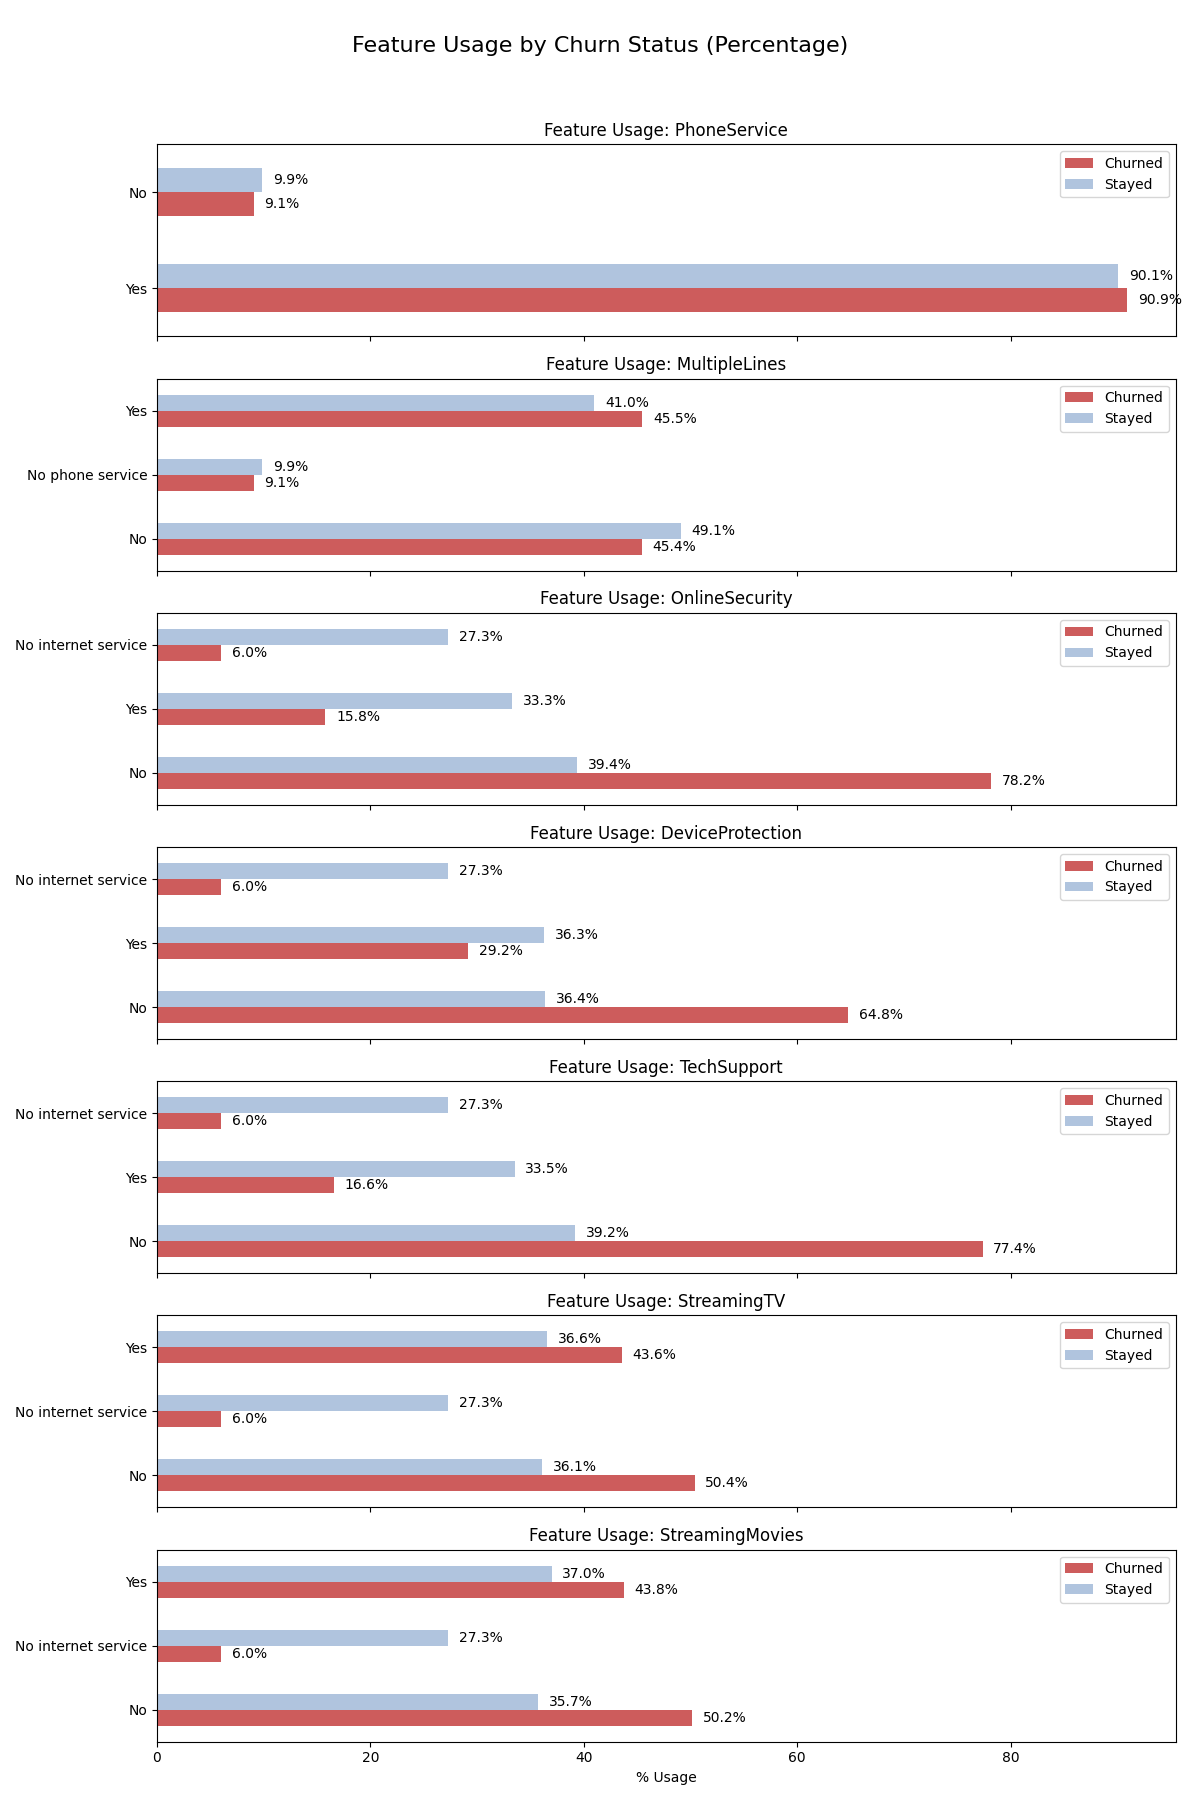 Feature Usage by Churn Status (Percentage)
Feature Usage: PhoneService
Churned
Stayed
No
9.9%
9.1%
Yes
90.1%
90.9%
Feature Usage: MultipleLines
Churned
Stayed
Yes
41.0%
45.5%
No phone service
9.9%
9.1%
No
49.1%
45.4%
Feature Usage: OnlineSecurity
Churned
Stayed
No internet service
27.3%
6.0%
Yes
33.3%
15.8%
No
39.4%
78.2%
Feature Usage: DeviceProtection
Churned
Stayed
No internet service
27.3%
6.0%
Yes
36.3%
29.2%
No
36.4%
64.8%
Feature Usage: TechSupport
Churned
Stayed
No internet service
27.3%
6.0%
Yes
33.5%
16.6%
No
39.2%
77.4%
Feature Usage: StreamingTV
Churned
Stayed
Yes
36.6%
43.6%
No internet service
27.3%
6.0%
No
36.1%
50.4%
Feature Usage: StreamingMovies
Churned
Stayed
Yes
37.0%
43.8%
No internet service
27.3%
6.0%
No
35.7%
50.2%
0 20 40 60 80
% Usage